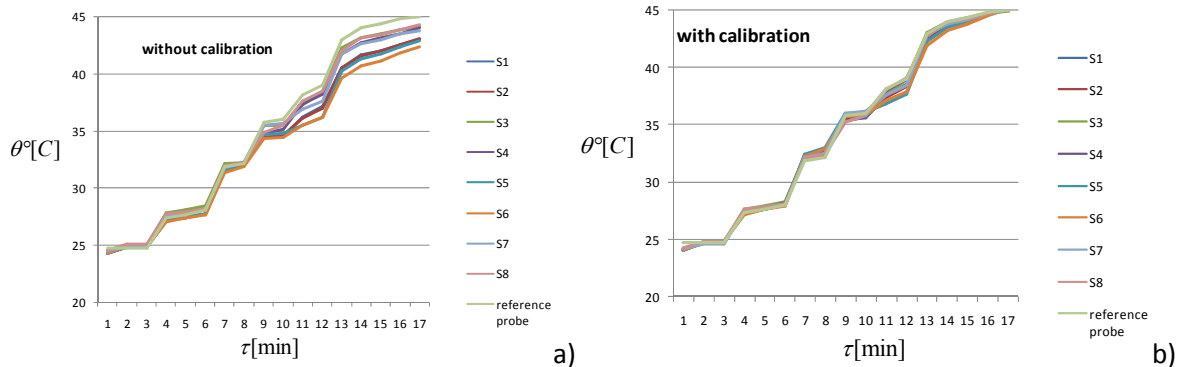 without calibration
45
40
35
30
25
20
θ°[C]
1 2 3 4 5 6 7 8 9 10 11 12 13 14 15 16 17
τ[min]
S1
S2
S3
S4
S5
S6
S7
S8
reference
probe
a)
with calibration
45
40
35
30
25
20
θ°[C]
1 2 3 4 5 6 7 8 9 10 11 12 13 14 15 16 17
τ[min]
S1
S2
S3
S4
S5
S6
S7
S8
reference
probe
b)